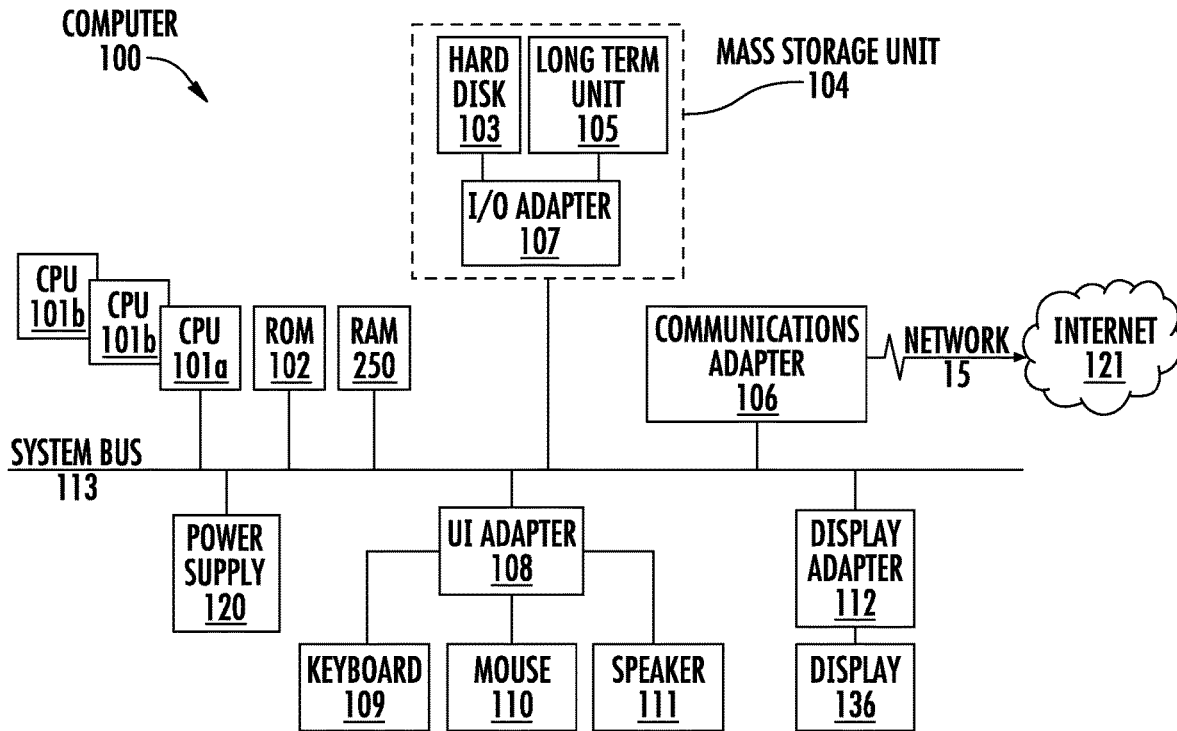 COMPUTER
100
HARD
DISK
103
LONG TERM
UNIT
105
MASS STORAGE UNIT
104
I/O ADAPTER
107
CPU
101b
CPU
101b
CPU
101a
ROM
102
RAM
250
COMMUNICATIONS
ADAPTER
106
NETWORK
15
INTERNET
121
SYSTEM BUS
113
POWER
SUPPLY
120
UI ADAPTER
108
DISPLAY
ADAPTER
112
KEYBOARD
109
MOUSE
110
SPEAKER
111
DISPLAY
136